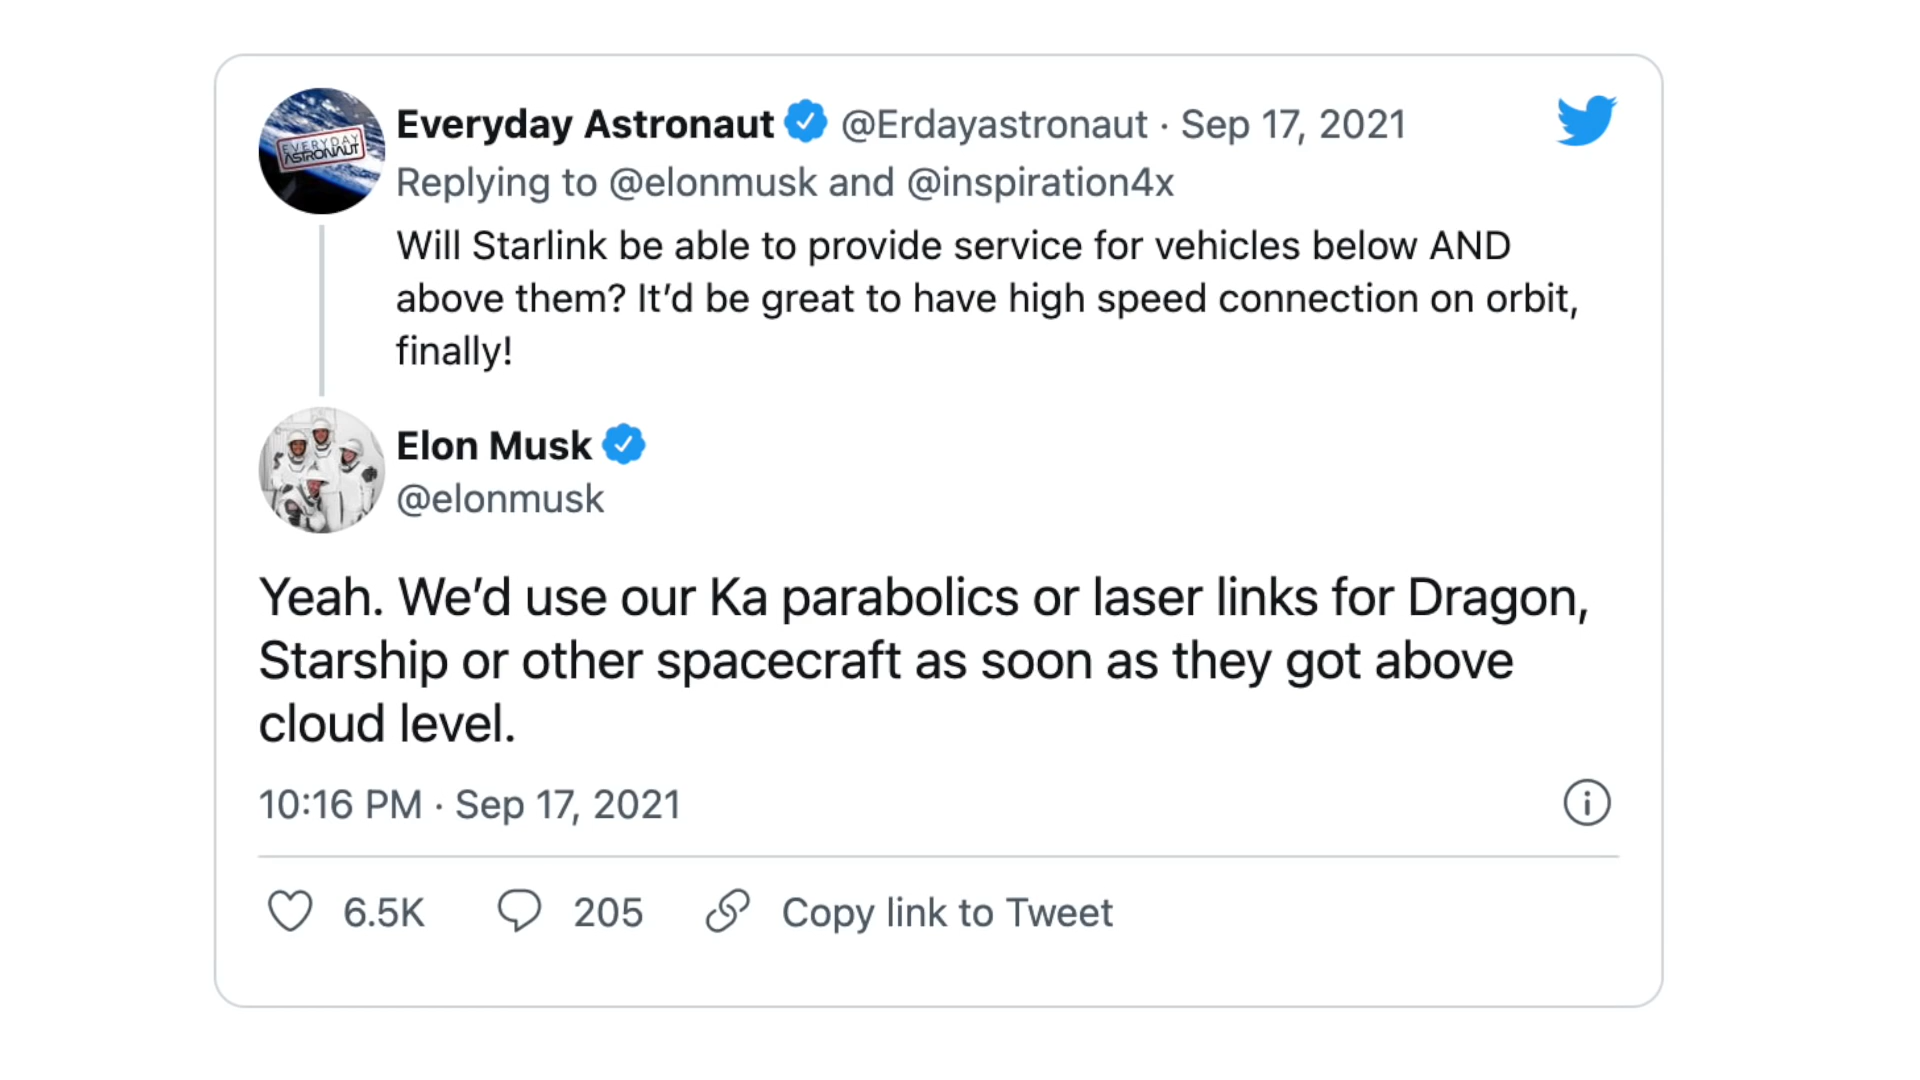 EVERYDAY
ASTRONAUT
Everyday Astronaut @Erdayastronaut · Sep 17, 2021
Replying to @elonmusk and @inspiration4x
Will Starlink be able to provide service for vehicles below AND
above them? It’d be great to have high speed connection on orbit,
finally!
Elon Musk
@elonmusk
Yeah. We’d use our Ka parabolics or laser links for Dragon,
Starship or other spacecraft as soon as they got above
cloud level.
10:16 PM · Sep 17, 2021
6.5K 205 Copy link to Tweet